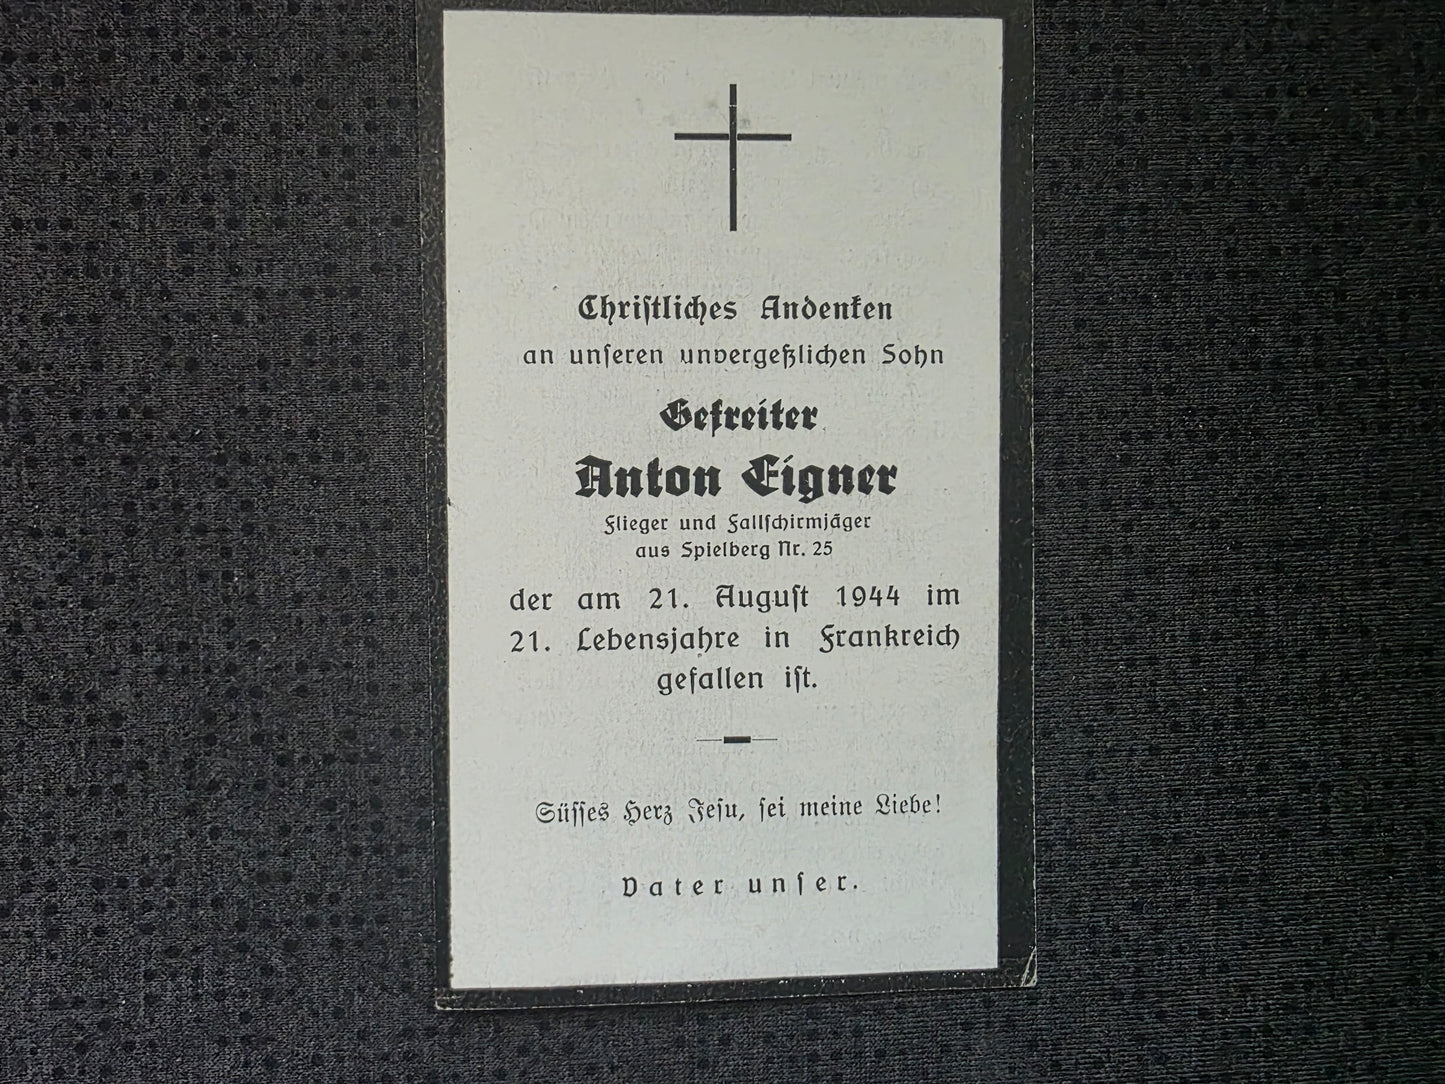 Chriſtliches Andenken
an unſeren unvergeßlichen Sohn
Gefreiter
Anton Eigner
Flieger und Fallſchirmjäger
aus Spielberg Nr. 25
der am 21. Auguſt 1944 im
21. Lebensjahre in Frankreich
gefallen iſt.
Süſſes Herz Jeſu, ſei meine Liebe!
Vater unſer.